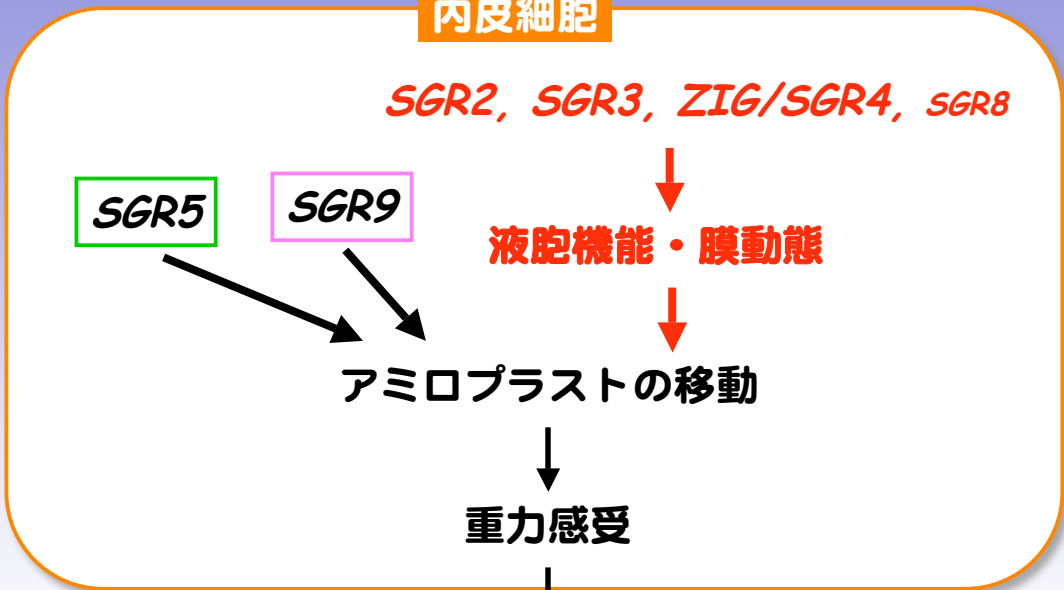 内皮細胞
SGR2, SGR3, ZIG/SGR4, SGR8
SGR5
SGR9
液胞機能・膜動態
アミロプラストの移動
重力感受